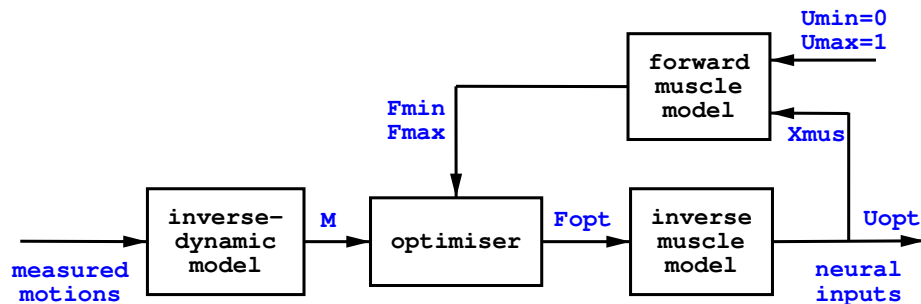 Umin=0
Umax=1
forward
muscle
model
Fmin
Fmax
Xmus
inverse-
dynamic
model
M
optimiser
Fopt
inverse
muscle
model
Uopt
measured
motions
neural
inputs